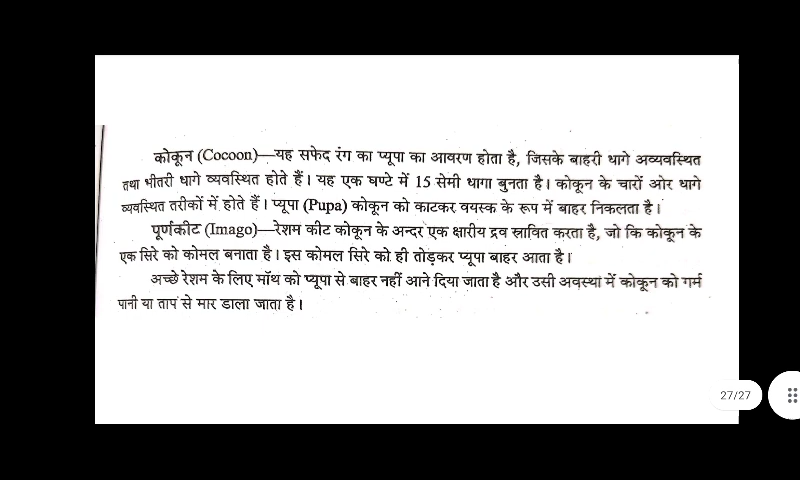 कोकून (Cocoon)—यह सफेद रंग का प्यूपा का आवरण होता है, जिसके बाहरी धागे अव्यवस्थित
तथा भीतरी धागे व्यवस्थित होते हैं। यह एक घण्टे में 15 सेमी धागा बुनता है। कोकून के चारों ओर धागे
व्यवस्थित तरीकों में होते हैं। प्यूपा (Pupa) कोकून को काटकर वयस्क के रूप में बाहर निकलता है।
पूर्णकीट (Imago)—रेशम कीट कोकून के अन्दर एक क्षारीय द्रव स्रावित करता है, जो कि कोकून के
एक सिरे को कोमल बनाता है। इस कोमल सिरे को ही तोड़कर प्यूपा बाहर आता है।
अच्छे रेशम के लिए मॉथ को प्यूपा से बाहर नहीं आने दिया जाता है और उसी अवस्था में कोकून को गर्म
पानी या ताप से मार डाला जाता है।
27/27